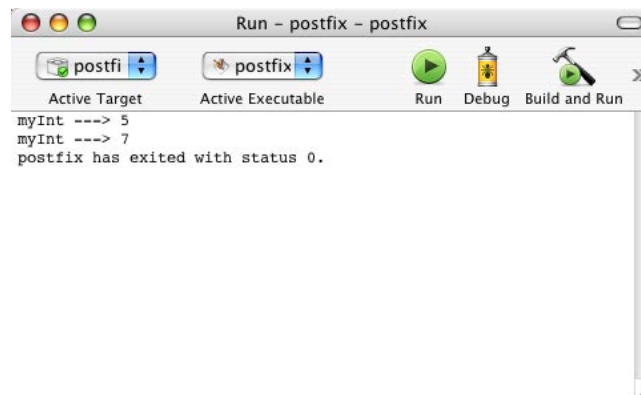 Run – postfix – postfix
postfi
postfix
Active Target
Active Executable
Run
Debug
Build and Run
myInt ---> 5
myInt ---> 7
postfix has exited with status 0.